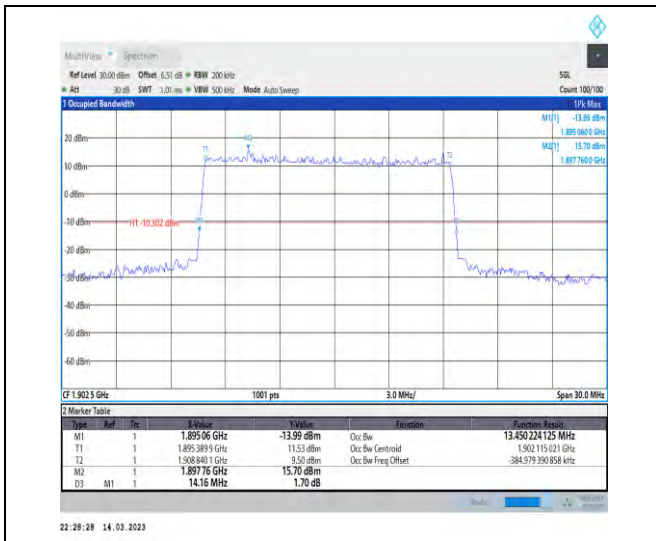 MultiView Spectrum
Ref Level 30.00 dBm Offset 6.51 dB RBW 200 kHz SGL
Att 30 dB SWT 1.01 ms VBW 500 kHz Mode Auto Sweep Count 100/100
1 Occupied Bandwidth 1Pk Max
M1[1] -13.99 dBm
1.895 060 0 GHz
M2[1] 15.70 dBm
1.897 760 0 GHz
20 dBm
T1
M2
T2
10 dBm
0 dBm
-10 dBm
H1 -10.302 dBm
M1
-20 dBm
-30 dBm
-40 dBm
-50 dBm
-60 dBm
CF 1.902 5 GHz 1001 pts 3.0 MHz/ Span 30.0 MHz
2 Marker Table
Type Ref Trc X-Value Y-Value Function Function Result
M1 1 1.895 06 GHz -13.99 dBm Occ Bw 13.450 224 125 MHz
T1 1 1.895 389 9 GHz 11.53 dBm Occ Bw Centroid 1.902 115 021 GHz
T2 1 1.908 840 1 GHz 9.50 dBm Occ Bw Freq Offset -384.979 390 858 kHz
M2 1 1.897 76 GHz 15.70 dBm
D3 M1 1 14.16 MHz 1.70 dB
Ready
22:28:28 14.03.2023